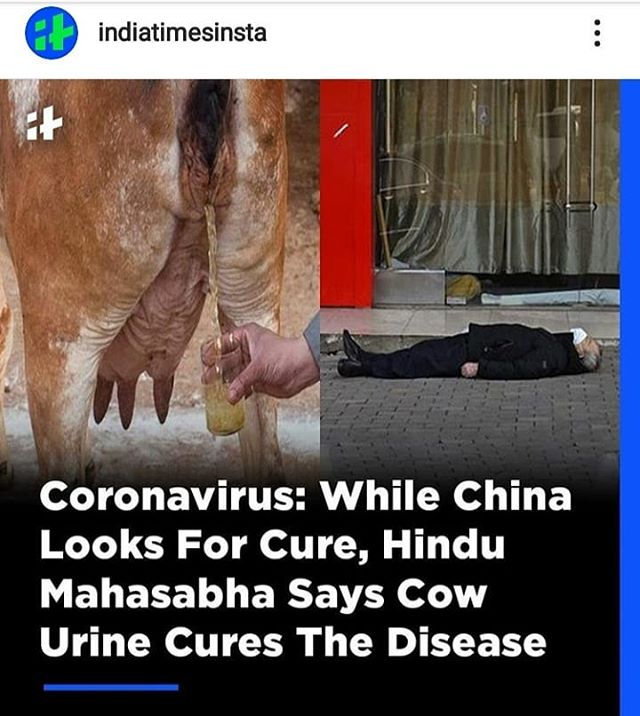 indiatimesinsta
Coronavirus: While China
Looks For Cure, Hindu
Mahasabha Says Cow
Urine Cures The Disease